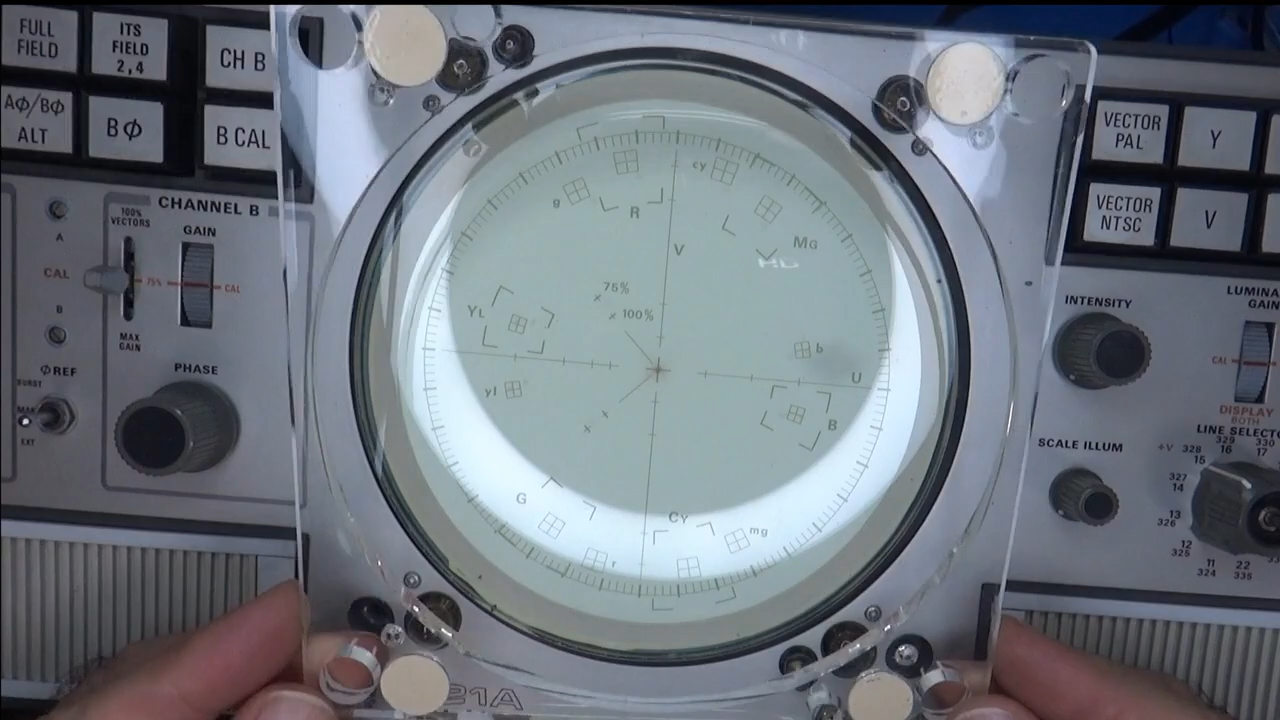 FULL
FIELD
ITS
FIELD
2,4
CH B
AΦ/BΦ
ALT
BΦ
B CAL
CHANNEL B
100%
VECTORS
GAIN
A
CAL
75%
CAL
B
MAX
GAIN
ΦREF
BURST
EXT
PHASE
g
R
cy
MG
V
75%
100%
YL
yl
b
U
B
G
r
CY
mg
21A
VECTOR
PAL
Y
VECTOR
NTSC
V
INTENSITY
LUMINA
GAIN
CAL
DISPLAY
BOTH
LINE SELECTO
SCALE ILLUM
+V 328 329 330
15 16 17
327
14
13
326
12
325
11 22
324 335